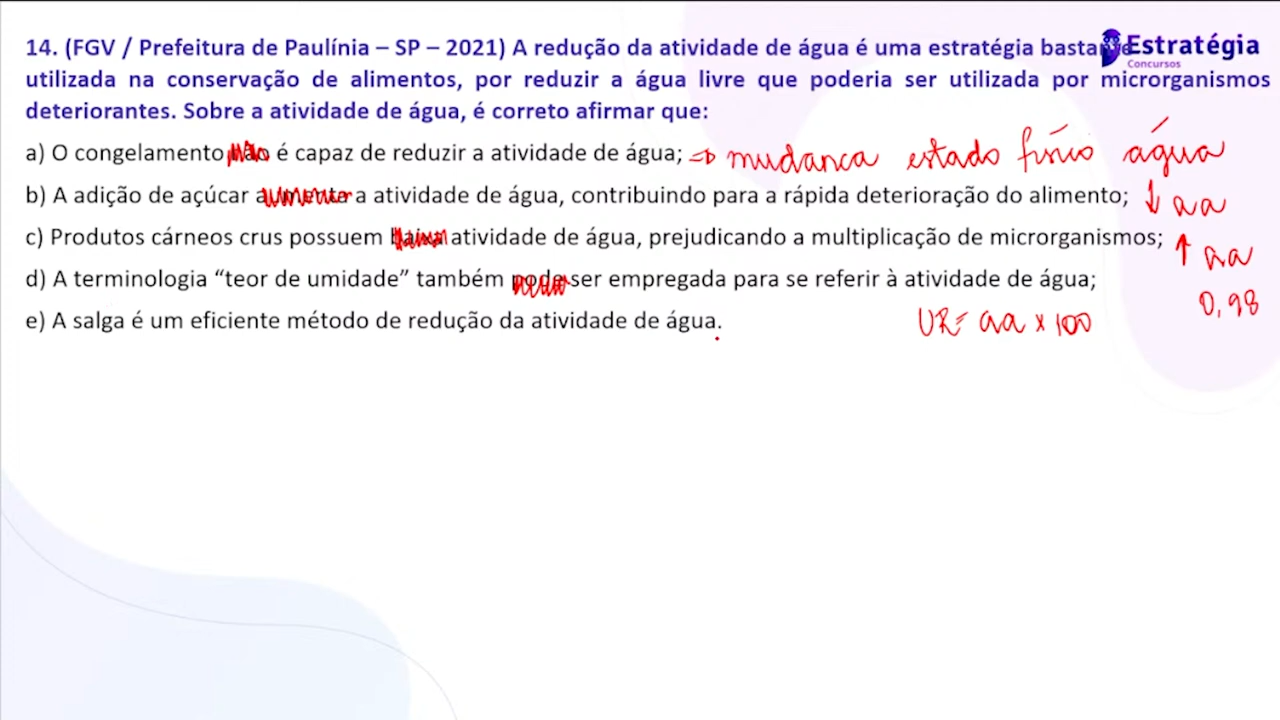 14. (FGV / Prefeitura de Paulínia – SP – 2021) A redução da atividade de água é uma estratégia bastante
Estratégia
Concursos
utilizada na conservação de alimentos, por reduzir a água livre que poderia ser utilizada por microrganismos
deteriorantes. Sobre a atividade de água, é correto afirmar que:
a) O congelamento não é capaz de reduzir a atividade de água; => mudança estado físico água
b) A adição de açúcar aumenta a atividade de água, contribuindo para a rápida deterioração do alimento; ↓ aa
c) Produtos cárneos crus possuem baixa atividade de água, prejudicando a multiplicação de microrganismos; ↑ aa
0,98
d) A terminologia “teor de umidade” também pode ser empregada para se referir à atividade de água;
e) A salga é um eficiente método de redução da atividade de água.
UR = aa x 100